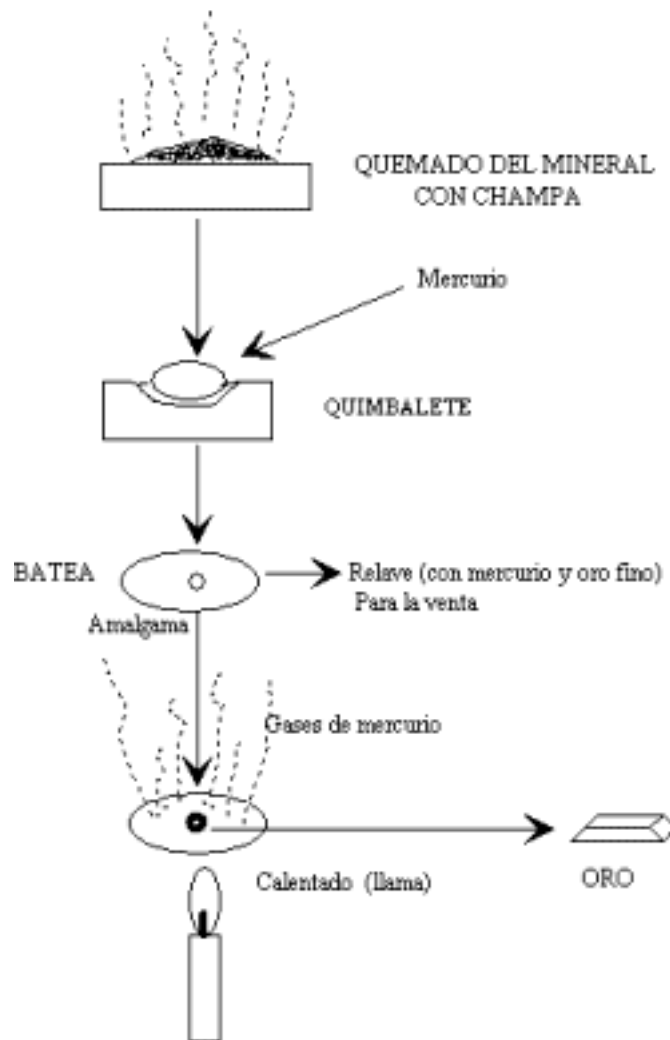 QUEMADO DEL MINERAL
CON CHAMPA
Mercurio
QUIMBALETE
BATEA
Relave (con mercurio y oro fino)
Para la venta
Amalgama
Gases de mercurio
Calentado (llama)
ORO